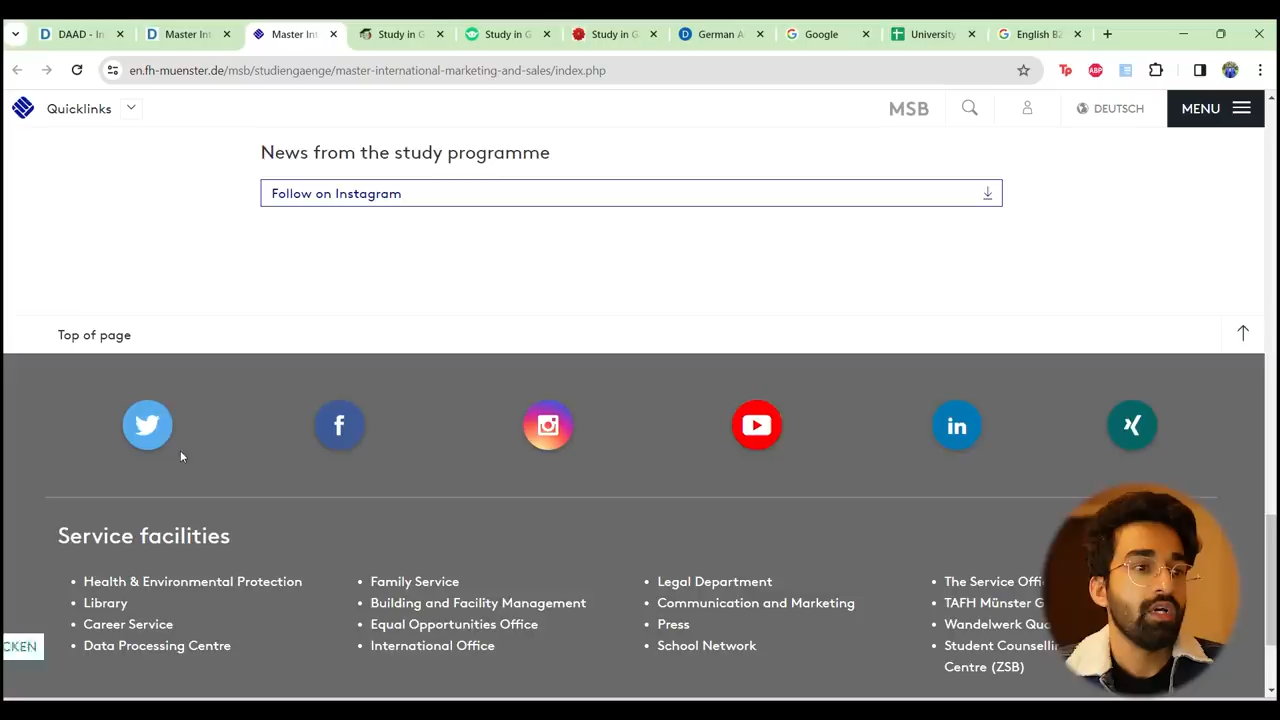 DAAD - In
Master Int
Master Int
Study in G
Study in G
Study in G
German A
Google
University
English B2
en.fh-muenster.de/msb/studiengaenge/master-international-marketing-and-sales/index.php
Quicklinks
MSB
DEUTSCH
MENU
News from the study programme
Follow on Instagram
Top of page
Service facilities
Health & Environmental Protection
Library
Career Service
Data Processing Centre
Family Service
Building and Facility Management
Equal Opportunities Office
International Office
Legal Department
Communication and Marketing
Press
School Network
The Service Offi
TAFH Münster G
Wandelwerk Qua
Student Counselli
Centre (ZSB)
CKEN